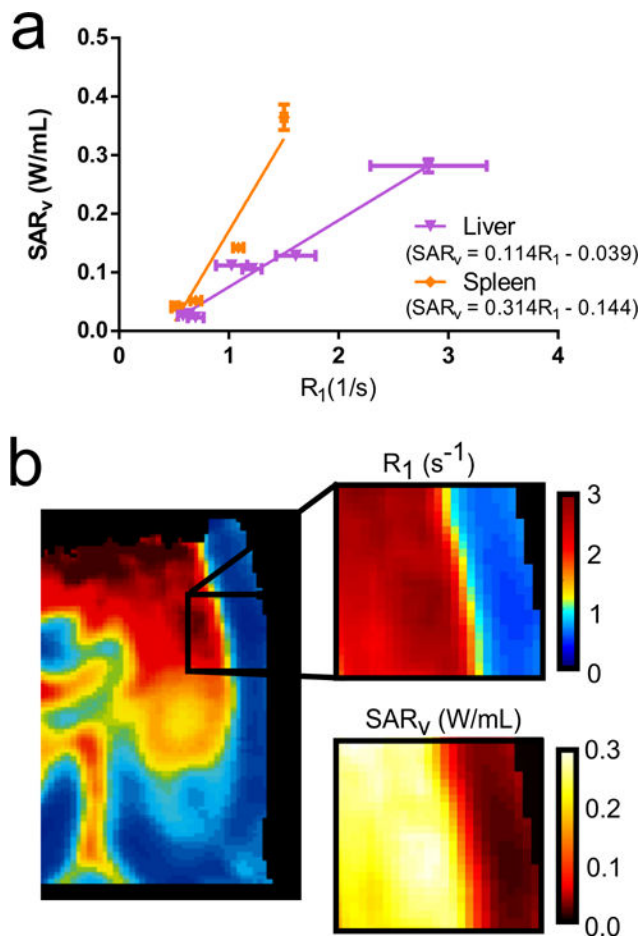 a
0.5
0.4
0.3
0.2
0.1
0.0
SARᵥ (W/mL)
0 1 2 3 4
R₁(1/s)
Liver
(SARᵥ = 0.114R₁ - 0.039)
Spleen
(SARᵥ = 0.314R₁ - 0.144)
b
R₁ (s⁻¹)
3
2
1
0
SARᵥ (W/mL)
0.3
0.2
0.1
0.0